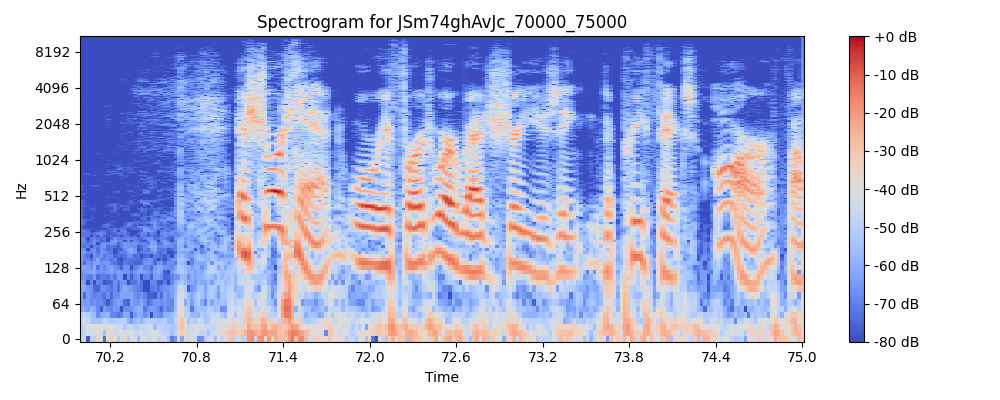 Spectrogram for JSm74ghAvJc_70000_75000
Hz
8192
4096
2048
1024
512
256
128
64
0
70.2 70.8 71.4 72.0 72.6 73.2 73.8 74.4 75.0
Time
+0 dB
-10 dB
-20 dB
-30 dB
-40 dB
-50 dB
-60 dB
-70 dB
-80 dB